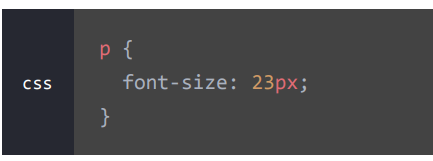 css
p {
  font-size: 23px;
}